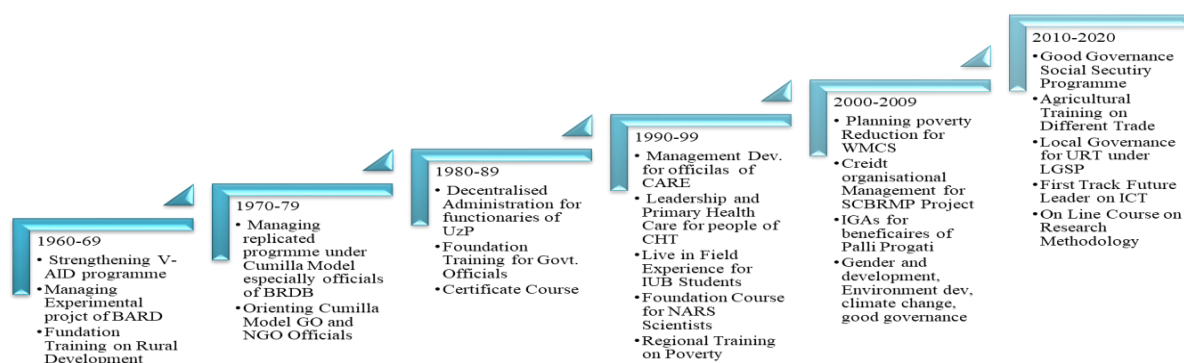 1960-69
• Strengthening V-
AID programme
• Managing
Experimental
projct of BARD
• Fundation
Training on Rural
Development
1970-79
• Managing
replicated
progrmme under
Cumilla Model
especially officials
of BRDB
• Orienting Cumilla
Model GO and
NGO Officials
1980-89
• Decentralised
Administration for
functionaries of
UzP
• Foundation
Training for Govt.
Officials
• Certificate Course
1990-99
• Management Dev.
for officilas of
CARE
• Leadership and
Primary Health
Care for people of
CHT
• Live in Field
Experience for
IUB Students
• Foundation Course
for NARS
Scientists
• Regional Training
on Poverty
2000-2009
• Planning poverty
Reduction for
WMCS
• Creidt
organisational
Management for
SCBRMP Project
• IGAs for
beneficaires of
Palli Progati
• Gender and
development,
Environment dev,
climate change,
good governance
2010-2020
• Good Governance
Social Secutiry
Programme
• Agricultural
Training on
Different Trade
• Local Governance
for URT under
LGSP
• First Track Future
Leader on ICT
• On Line Course on
Research
Methodology